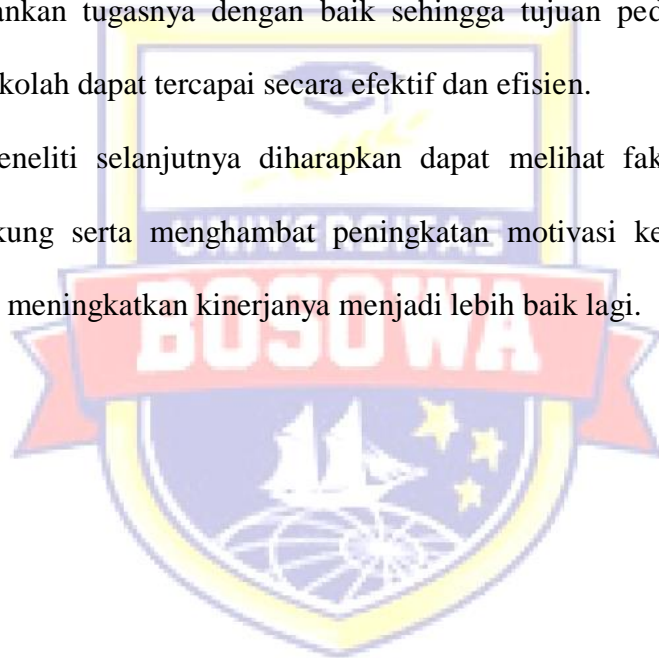 ankan tugasnya dengan baik sehingga tujuan ped
kolah dapat tercapai secara efektif dan efisien.
eneliti selanjutnya diharapkan dapat melihat fak
kung serta menghambat peningkatan motivasi ke
meningkatkan kinerjanya menjadi lebih baik lagi.
UNIVERSITAS
BOSOWA